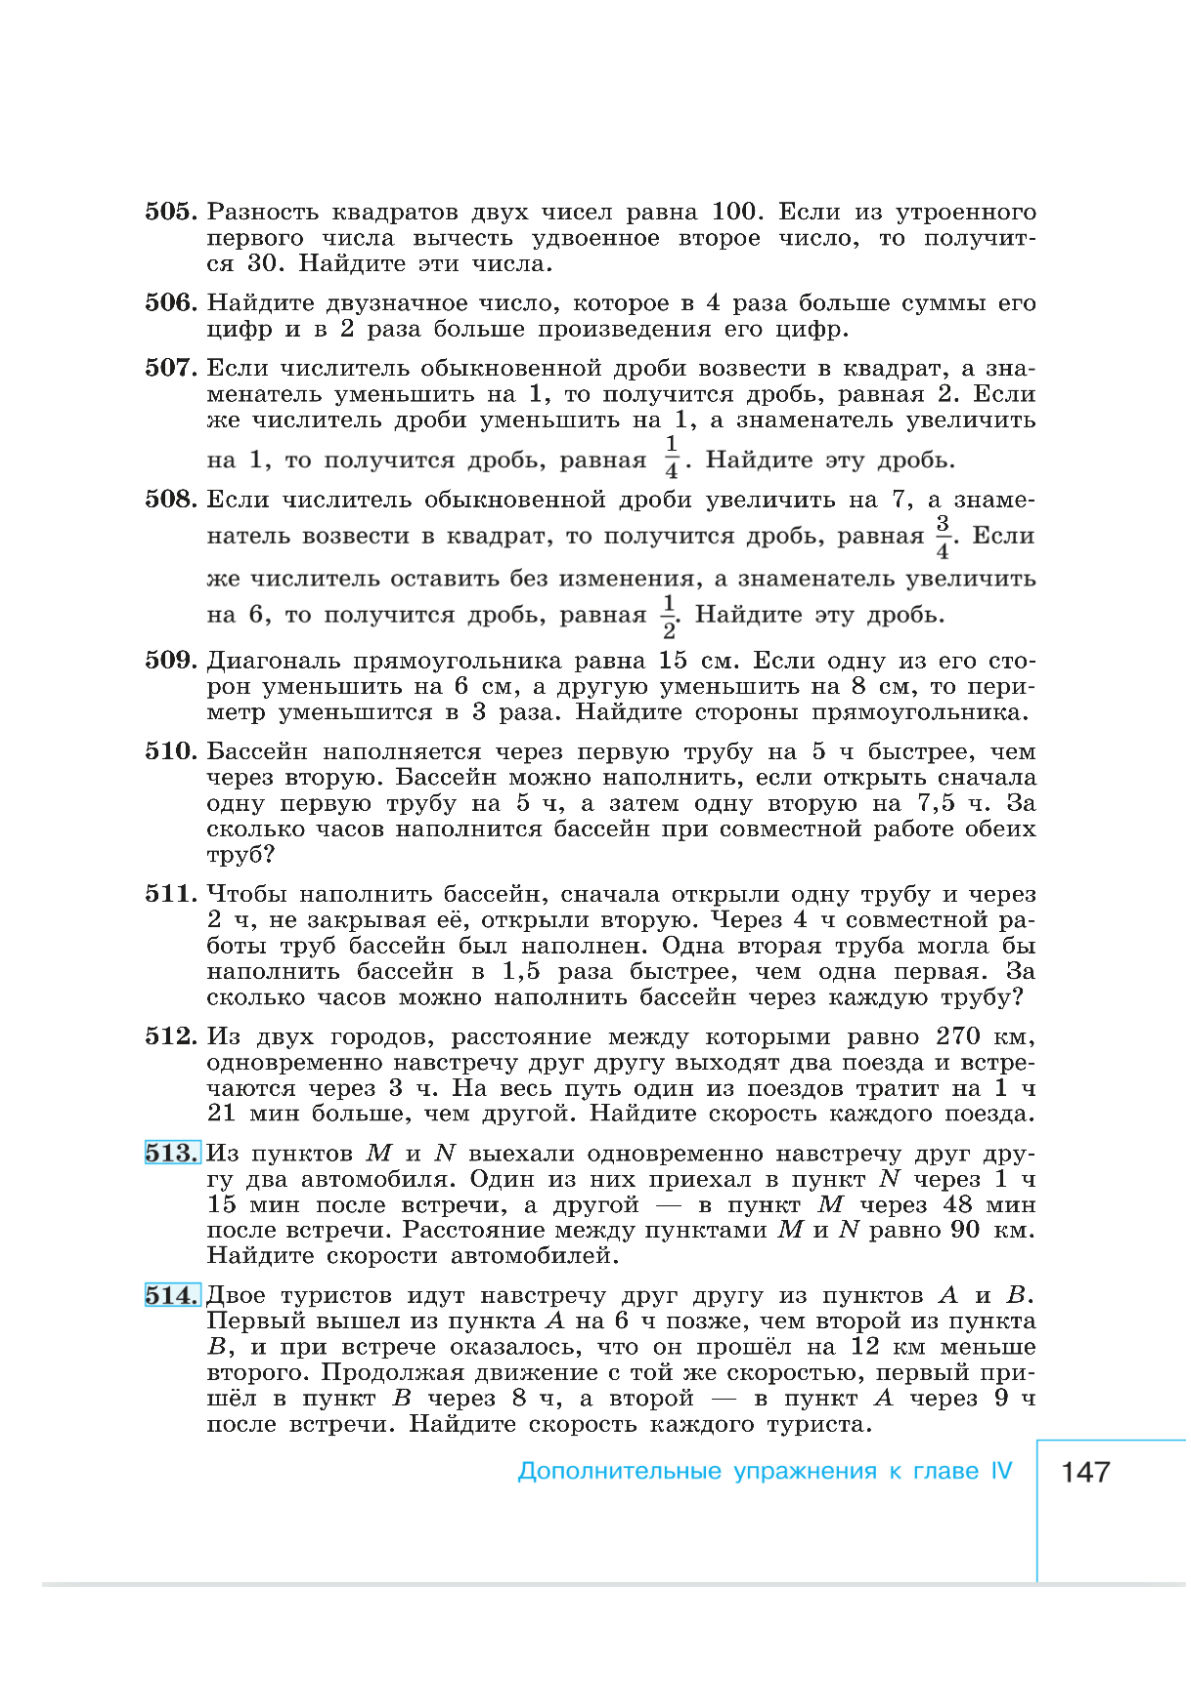 505. Разность квадратов двух чисел равна 100. Если из утроенного
первого числа вычесть удвоенное второе число, то получит-
ся 30. Найдите эти числа.
506. Найдите двузначное число, которое в 4 раза больше суммы его
цифр и в 2 раза больше произведения его цифр.
507. Если числитель обыкновенной дроби возвести в квадрат, а зна-
менатель уменьшить на 1, то получится дробь, равная 2. Если
же числитель дроби уменьшить на 1, а знаменатель увеличить
на 1, то получится дробь, равная 1/4. Найдите эту дробь.
508. Если числитель обыкновенной дроби увеличить на 7, а знаме-
натель возвести в квадрат, то получится дробь, равная 3/4. Если
же числитель оставить без изменения, а знаменатель увеличить
на 6, то получится дробь, равная 1/2. Найдите эту дробь.
509. Диагональ прямоугольника равна 15 см. Если одну из его сто-
рон уменьшить на 6 см, а другую уменьшить на 8 см, то пери-
метр уменьшится в 3 раза. Найдите стороны прямоугольника.
510. Бассейн наполняется через первую трубу на 5 ч быстрее, чем
через вторую. Бассейн можно наполнить, если открыть сначала
одну первую трубу на 5 ч, а затем одну вторую на 7,5 ч. За
сколько часов наполнится бассейн при совместной работе обеих
труб?
511. Чтобы наполнить бассейн, сначала открыли одну трубу и через
2 ч, не закрывая её, открыли вторую. Через 4 ч совместной ра-
боты труб бассейн был наполнен. Одна вторая труба могла бы
наполнить бассейн в 1,5 раза быстрее, чем одна первая. За
сколько часов можно наполнить бассейн через каждую трубу?
512. Из двух городов, расстояние между которыми равно 270 км,
одновременно навстречу друг другу выходят два поезда и встре-
чаются через 3 ч. На весь путь один из поездов тратит на 1 ч
21 мин больше, чем другой. Найдите скорость каждого поезда.
513. Из пунктов M и N выехали одновременно навстречу друг дру-
гу два автомобиля. Один из них приехал в пункт N через 1 ч
15 мин после встречи, а другой — в пункт M через 48 мин
после встречи. Расстояние между пунктами M и N равно 90 км.
Найдите скорости автомобилей.
514. Двое туристов идут навстречу друг другу из пунктов A и B.
Первый вышел из пункта A на 6 ч позже, чем второй из пункта
B, и при встрече оказалось, что он прошёл на 12 км меньше
второго. Продолжая движение с той же скоростью, первый при-
шёл в пункт B через 8 ч, а второй — в пункт A через 9 ч
после встречи. Найдите скорость каждого туриста.
Дополнительные упражнения к главе IV 147